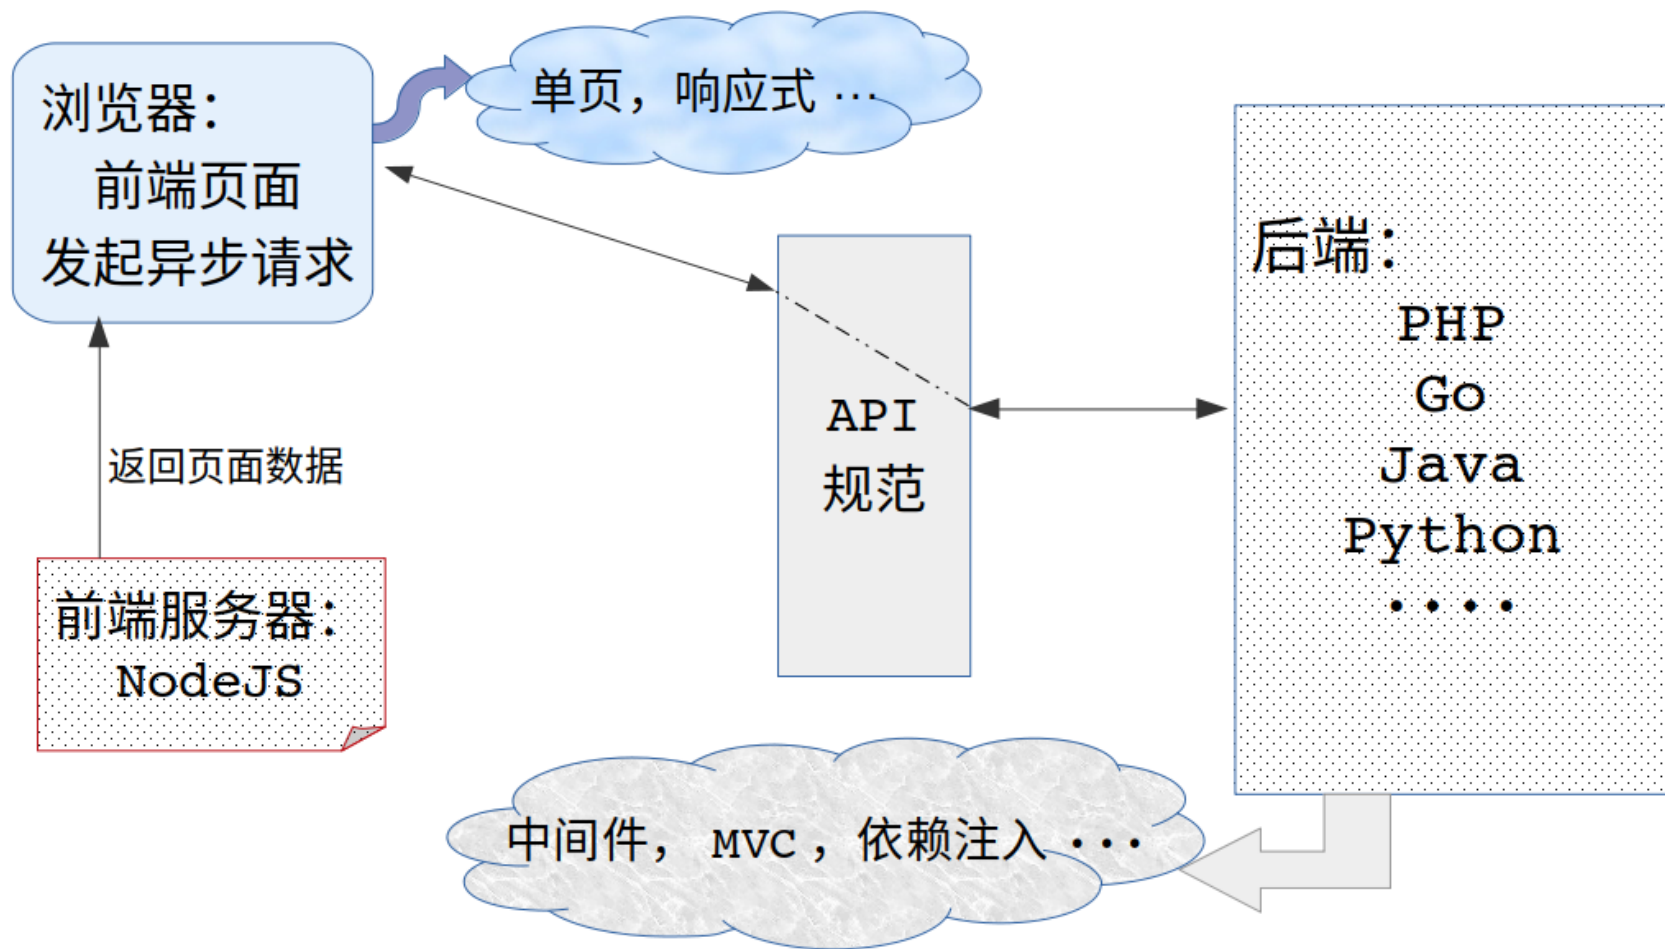 浏览器：
前端页面
发起异步请求
单页，响应式 …
后端：
PHP
Go
Java
Python
....
API
规范
返回页面数据
前端服务器：
NodeJS
中间件， MVC ，依赖注入 ...